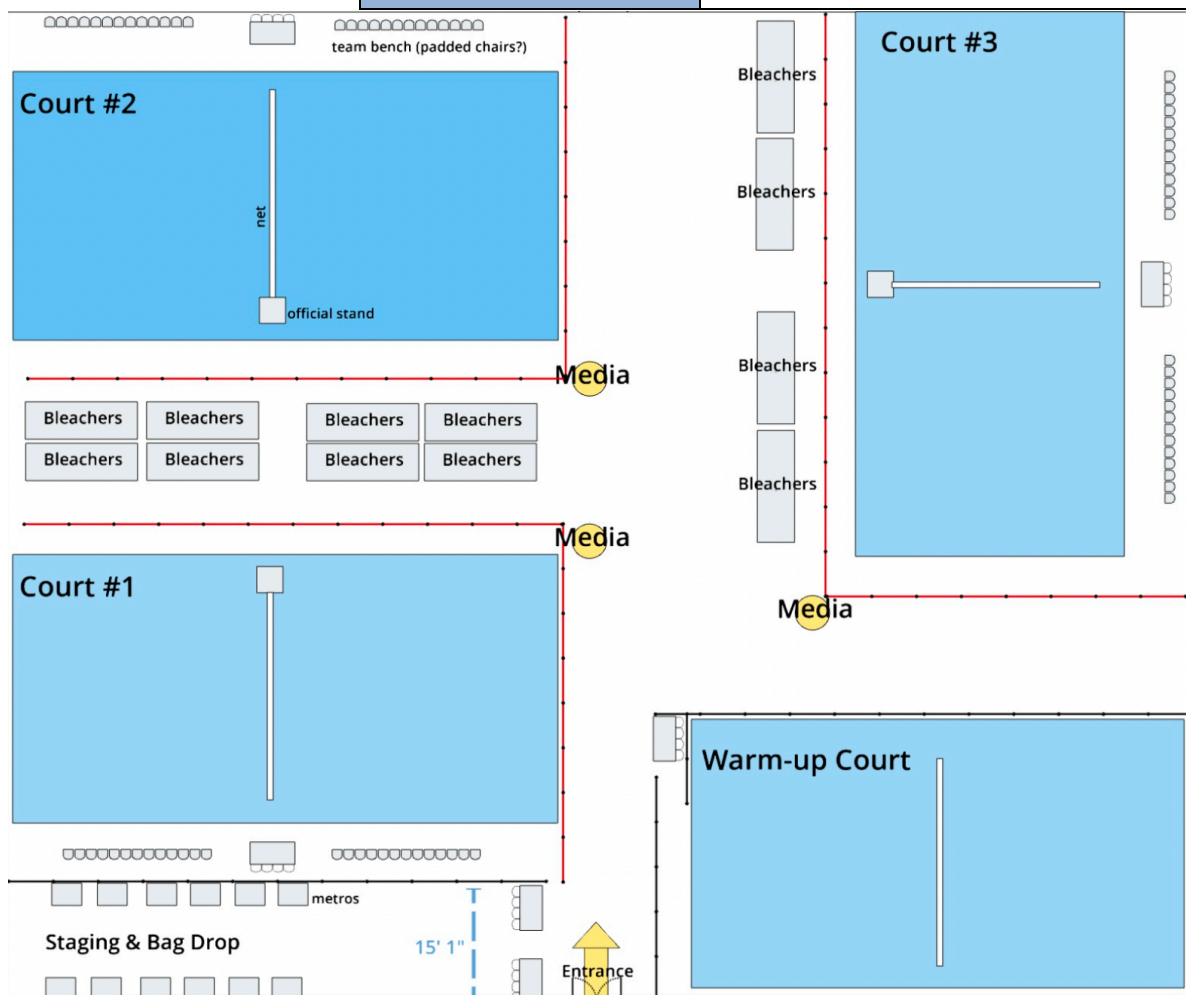 team bench (padded chairs?)
Court #2
net
official stand
Media
Bleachers
Bleachers
Bleachers
Bleachers
Bleachers
Bleachers
Bleachers
Bleachers
Media
Court #1
metros
Staging & Bag Drop
15' 1"
Entrance
Court #3
Bleachers
Bleachers
Bleachers
Bleachers
Media
Warm-up Court